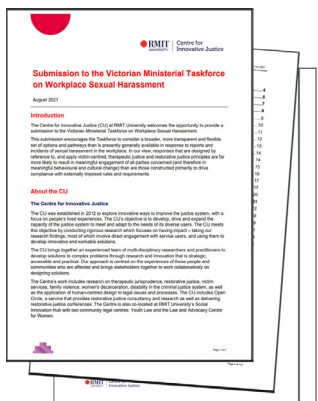 RMIT Centre for
UNIVERSITY Innovative Justice
Submission to the Victorian Ministerial Taskforce
on Workplace Sexual Harassment
August 2021
Introduction
The Centre for Innovative Justice (CIJ) at RMIT University welcomes the opportunity to provide a
submission to the Victorian Ministerial Taskforce on Workplace Sexual Harassment.
This submission encourages the Taskforce to consider a broader, more transparent and flexible
set of options and pathways than is presently generally available in response to reports and
incidents of sexual harassment in the workplace. In our view, responses that are designed by
reference to, and apply victim-centred, therapeutic justice and restorative justice principles are far
more likely to result in meaningful engagement of all parties concerned (and therefore in
meaningful behavioural and cultural change) than are those constructed primarily to drive
compliance with externally imposed rules and requirements.
About the CIJ
The Centre for Innovative Justice
The CIJ was established in 2012 to explore innovative ways to improve the justice system, with a
focus on people's lived experiences. The CIJ's objective is to develop, drive and expand the
capacity of the justice system to meet and adapt to the needs of its diverse users. The CIJ meets
this objective by conducting rigorous research which focuses on having impact – taking our
research findings, most of which involve direct engagement with service users, and using them to
develop innovative and workable solutions.
The CIJ brings together an experienced team of multi-disciplinary researchers and practitioners to
develop solutions to complex problems through research and innovation that is strategic,
accessible and practical. Our approach is centred on the experiences of those people and
communities who are affected and brings stakeholders together to work collaboratively on
designing solutions.
The Centre's work includes research on therapeutic jurisprudence, restorative justice, victim
services, family violence, women's decarceration, disability in the criminal justice system, as well
as the application of human-centred design to legal issues and processes. The CIJ includes Open
Circle, a service that provides restorative justice consultancy and research as well as delivering
restorative justice conferences. The Centre is also co-located at RMIT University's Social
Innovation Hub with two community legal centres: Youth Law and the Law and Advocacy Centre
for Women.
RMIT
Innovative Justice